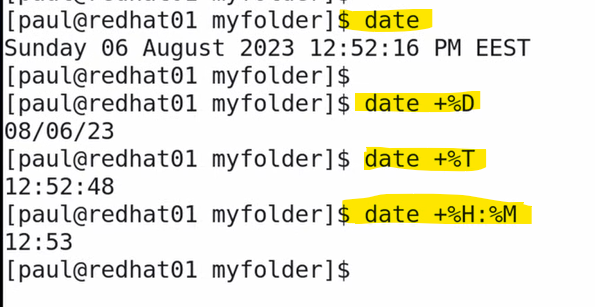 [paul@redhat01 myfolder]$ date
Sunday 06 August 2023 12:52:16 PM EEST
[paul@redhat01 myfolder]$
[paul@redhat01 myfolder]$ date +%D
08/06/23
[paul@redhat01 myfolder]$ date +%T
12:52:48
[paul@redhat01 myfolder]$ date +%H:%M
12:53
[paul@redhat01 myfolder]$